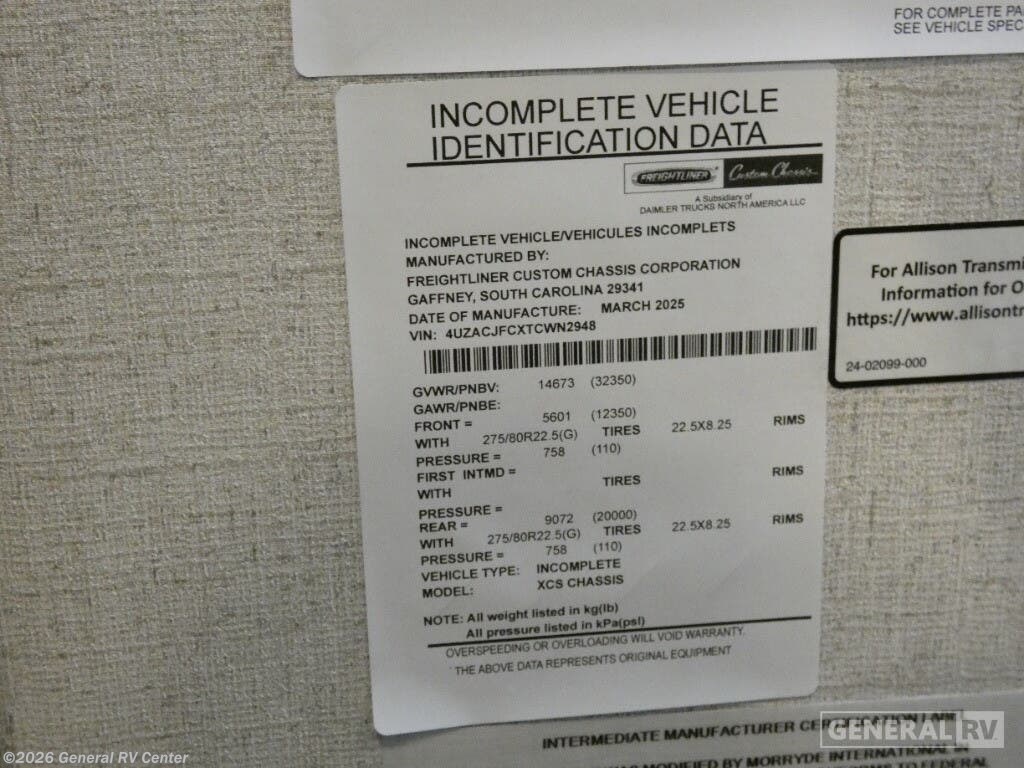 FOR COMPLETE PA
SEE VEHICLE SPEC
INCOMPLETE VEHICLE
IDENTIFICATION DATA
FREIGHTLINER Custom Chassis
A Subsidiary of
DAIMLER TRUCKS NORTH AMERICA LLC
INCOMPLETE VEHICLE/VEHICULES INCOMPLETS
MANUFACTURED BY:
FREIGHTLINER CUSTOM CHASSIS CORPORATION
GAFFNEY, SOUTH CAROLINA 29341
DATE OF MANUFACTURE: MARCH 2025
VIN: 4UZACJFCXTCWN2948
GVWR/PNBV: 14673 (32350)
GAWR/PNBE:
FRONT = 5601 (12350)
WITH 275/80R22.5(G) TIRES 22.5X8.25 RIMS
PRESSURE = 758 (110)
FIRST INTMD =
WITH TIRES RIMS
PRESSURE =
REAR = 9072 (20000)
WITH 275/80R22.5(G) TIRES 22.5X8.25 RIMS
PRESSURE = 758 (110)
VEHICLE TYPE: INCOMPLETE
MODEL: XCS CHASSIS
NOTE: All weight listed in kg(lb)
All pressure listed in kPa(psi)
OVERSPEEDING OR OVERLOADING WILL VOID WARRANTY.
THE ABOVE DATA REPRESENTS ORIGINAL EQUIPMENT
For Allison Transmi
Information for O
https://www.allisontr
24-02099-000
INTERMEDIATE MANUFACTURER
MODIFIED BY MORRYDE INTERNATIONAL IN
TO FEDERAL
GENERAL RV
©2026 General RV Center